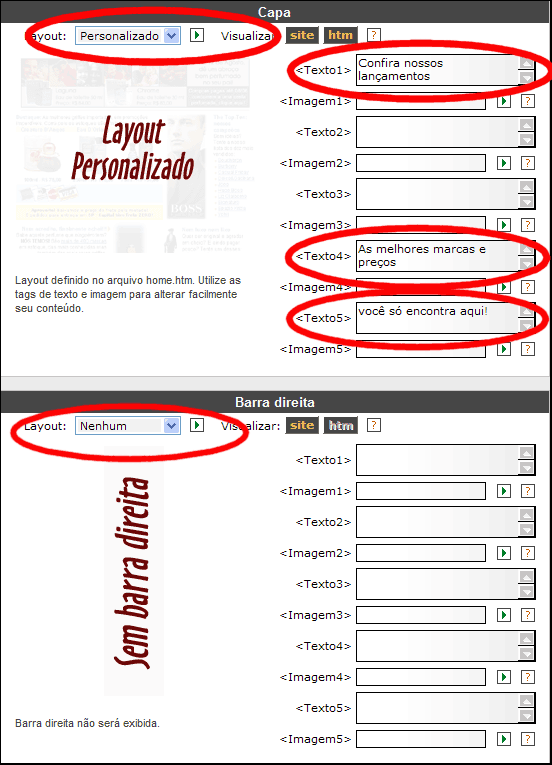 Capa
Layout: Personalizado Visualizar: site htm ?
<Texto1> Confira nossos
lançamentos
<Imagem1> ?
<Texto2>
<Imagem2> ?
<Texto3>
<Imagem3> ?
<Texto4> As melhores marcas e
preços
<Imagem4> ?
<Texto5> você só encontra aqui!
<Imagem5> ?
Layout
Personalizado
BOSS
Layout definido no arquivo home.htm. Utilize as
tags de texto e imagem para alterar facilmente
seu conteúdo.
Barra direita
Layout: Nenhum Visualizar: site htm ?
<Texto1>
<Imagem1> ?
<Texto2>
<Imagem2> ?
<Texto3>
<Imagem3> ?
<Texto4>
<Imagem4> ?
<Texto5>
<Imagem5> ?
Sem barra direita
Barra direita não será exibida.